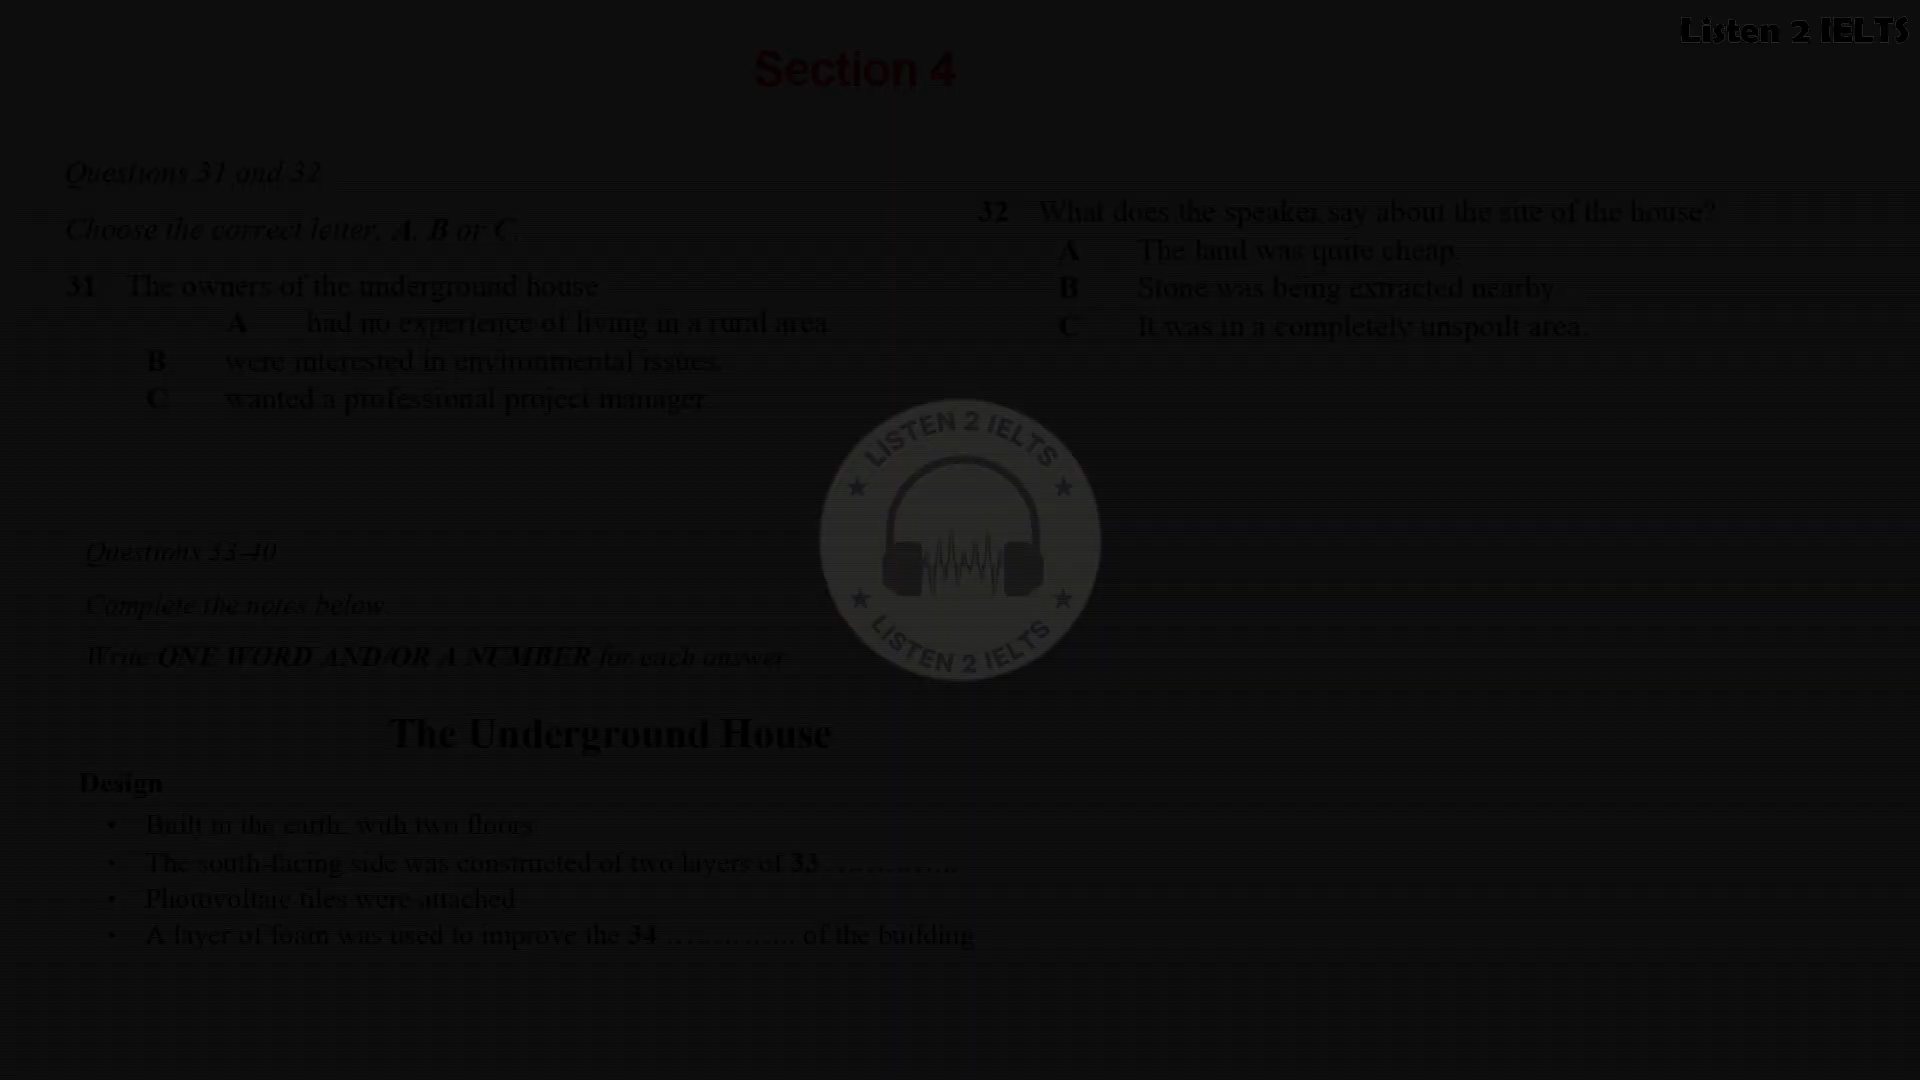 Listen 2 IELTS
Section 4
Questions 31 and 32
Choose the correct letter, A, B or C.
31 The owners of the underground house
A had no experience of living in a rural area.
B were interested in environmental issues.
C wanted a professional project manager.
32 What does the speaker say about the site of the house?
A The land was quite cheap.
B Stone was being extracted nearby.
C It was in a completely unspoilt area.
LISTEN 2 IELTS
LISTEN 2 IELTS
Questions 33-40
Complete the notes below.
Write ONE WORD AND/OR A NUMBER for each answer.
The Underground House
Design
• Built in the earth, with two floors
• The south-facing side was constructed of two layers of 33 ...............
• Photovoltaic tiles were attached
• A layer of foam was used to improve the 34 ............... of the building